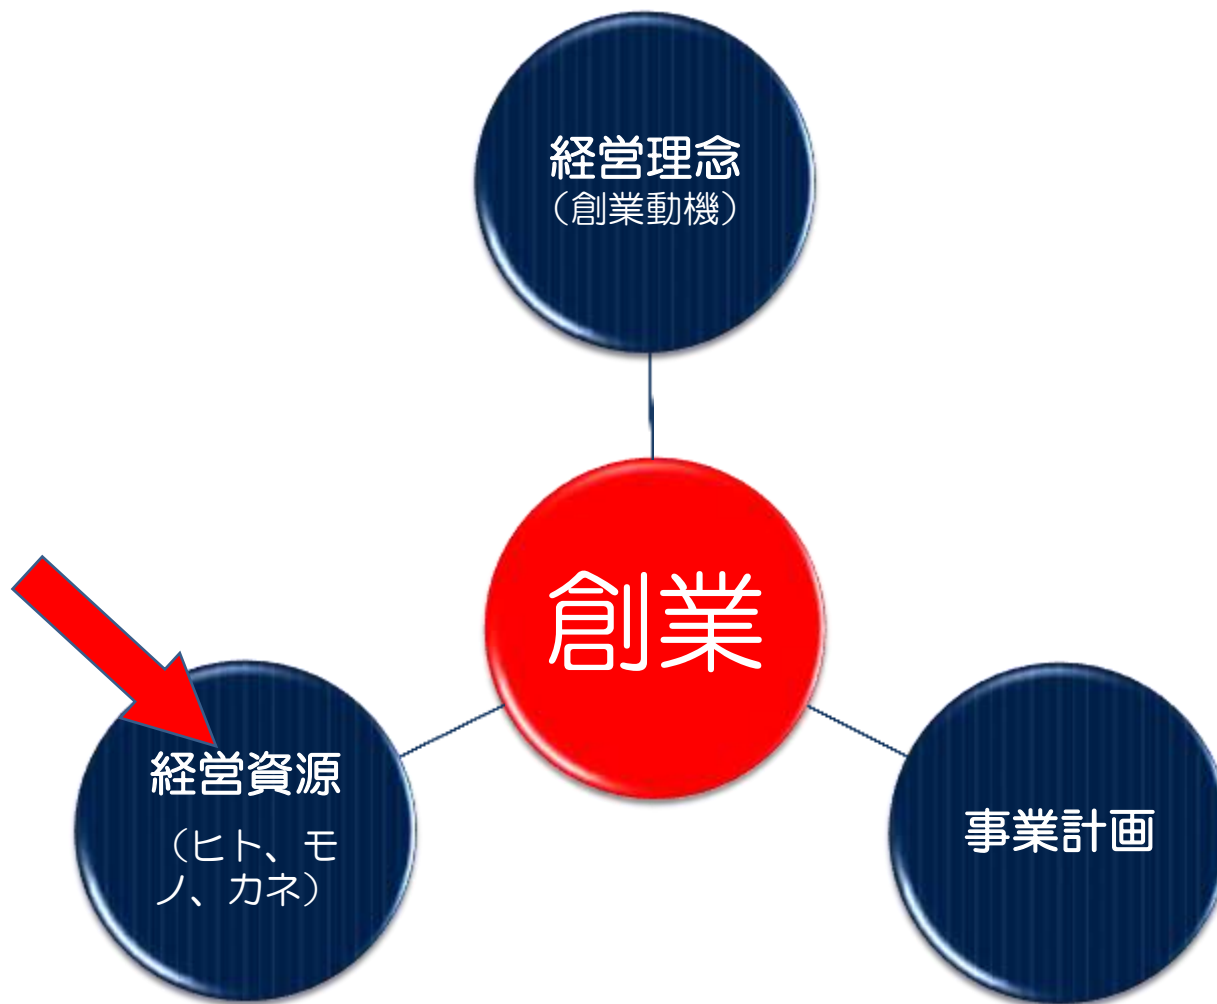 経営理念
（創業動機）
創業
経営資源
（ヒト、モ
ノ、カネ）
事業計画